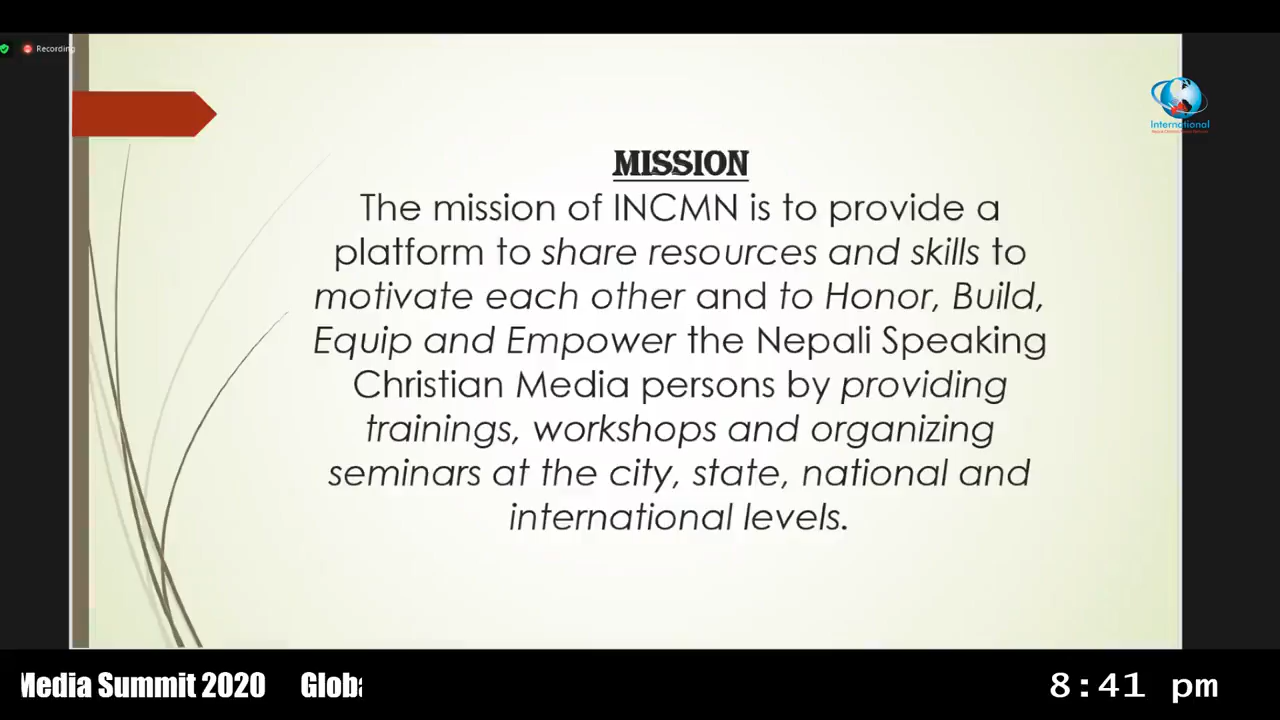 Recording
International
MISSION
The mission of INCMN is to provide a
platform to share resources and skills to
motivate each other and to Honor, Build,
Equip and Empower the Nepali Speaking
Christian Media persons by providing
trainings, workshops and organizing
seminars at the city, state, national and
international levels.
Media Summit 2020 Globa
8:41 pm